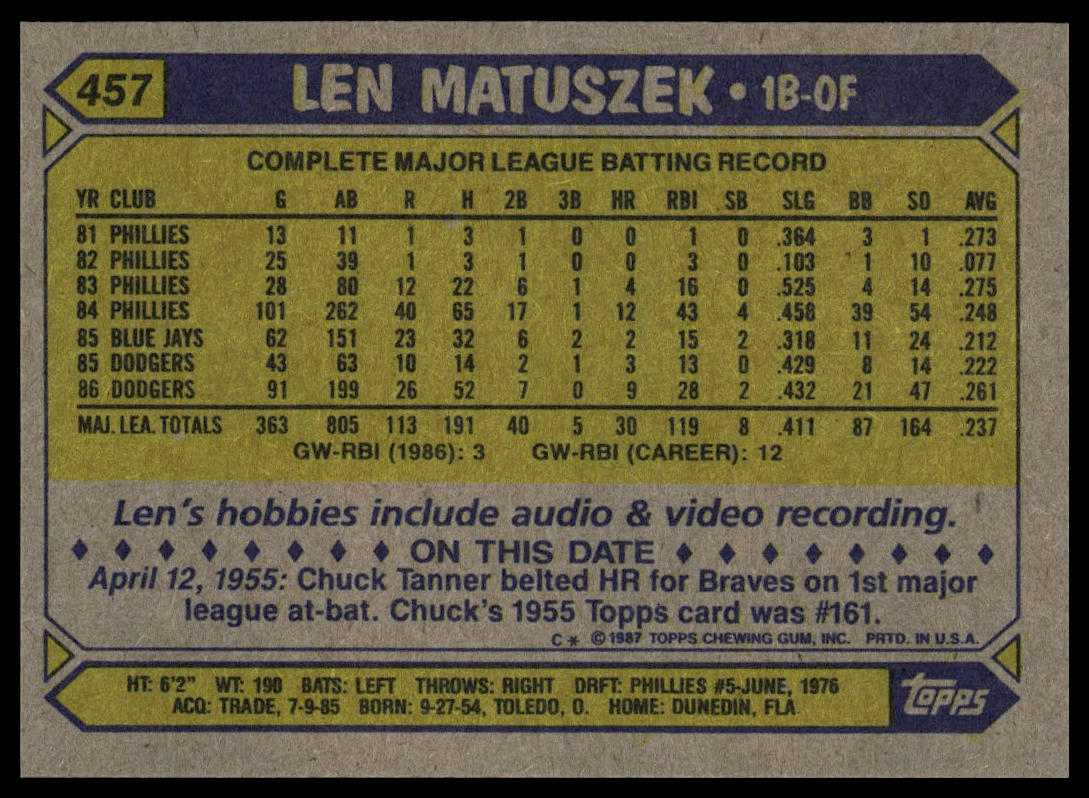 457 LEN MATUSZEK • 1B-OF
COMPLETE MAJOR LEAGUE BATTING RECORD
YR CLUB G AB R H 2B 3B HR RBI SB SLG BB SO AVG
81 PHILLIES 13 11 1 3 1 0 0 1 0 .364 3 1 .273
82 PHILLIES 25 39 1 3 1 0 0 3 0 .103 1 10 .077
83 PHILLIES 28 80 12 22 6 1 4 16 0 .525 4 14 .275
84 PHILLIES 101 262 40 65 17 1 12 43 4 .458 39 54 .248
85 BLUE JAYS 62 151 23 32 6 2 2 15 2 .318 11 24 .212
85 DODGERS 43 63 10 14 2 1 3 13 0 .429 8 14 .222
86 DODGERS 91 199 26 52 7 0 9 28 2 .432 21 47 .261
MAJ. LEA. TOTALS 363 805 113 191 40 5 30 119 8 .411 87 164 .237
GW-RBI (1986): 3 GW-RBI (CAREER): 12
Len's hobbies include audio & video recording.
♦ ♦ ♦ ♦ ♦ ♦ ♦ ♦ ON THIS DATE ♦ ♦ ♦ ♦ ♦ ♦ ♦ ♦
April 12, 1955: Chuck Tanner belted HR for Braves on 1st major
league at-bat. Chuck's 1955 Topps card was #161.
C* ©1987 TOPPS CHEWING GUM, INC. PRTD. IN U.S.A.
HT: 6'2" WT: 190 BATS: LEFT THROWS: RIGHT DRFT: PHILLIES #5-JUNE, 1976
ACQ: TRADE, 7-9-85 BORN: 9-27-54, TOLEDO, O. HOME: DUNEDIN, FLA.
TOPPS